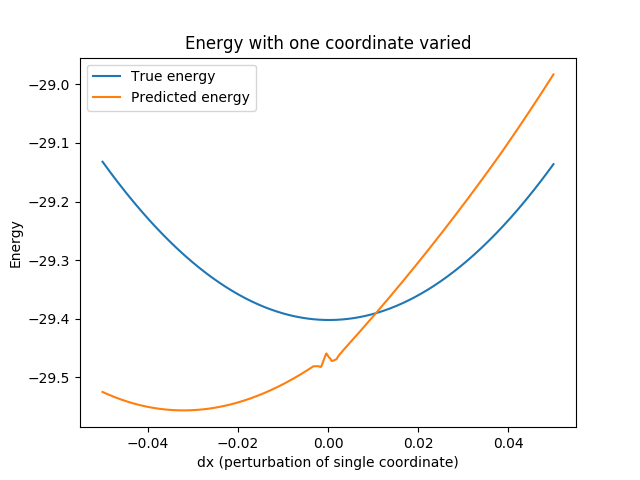 Energy with one coordinate varied
True energy
Predicted energy
−29.0
−29.1
−29.2
−29.3
−29.4
−29.5
Energy
−0.04
−0.02
0.00
0.02
0.04
dx (perturbation of single coordinate)